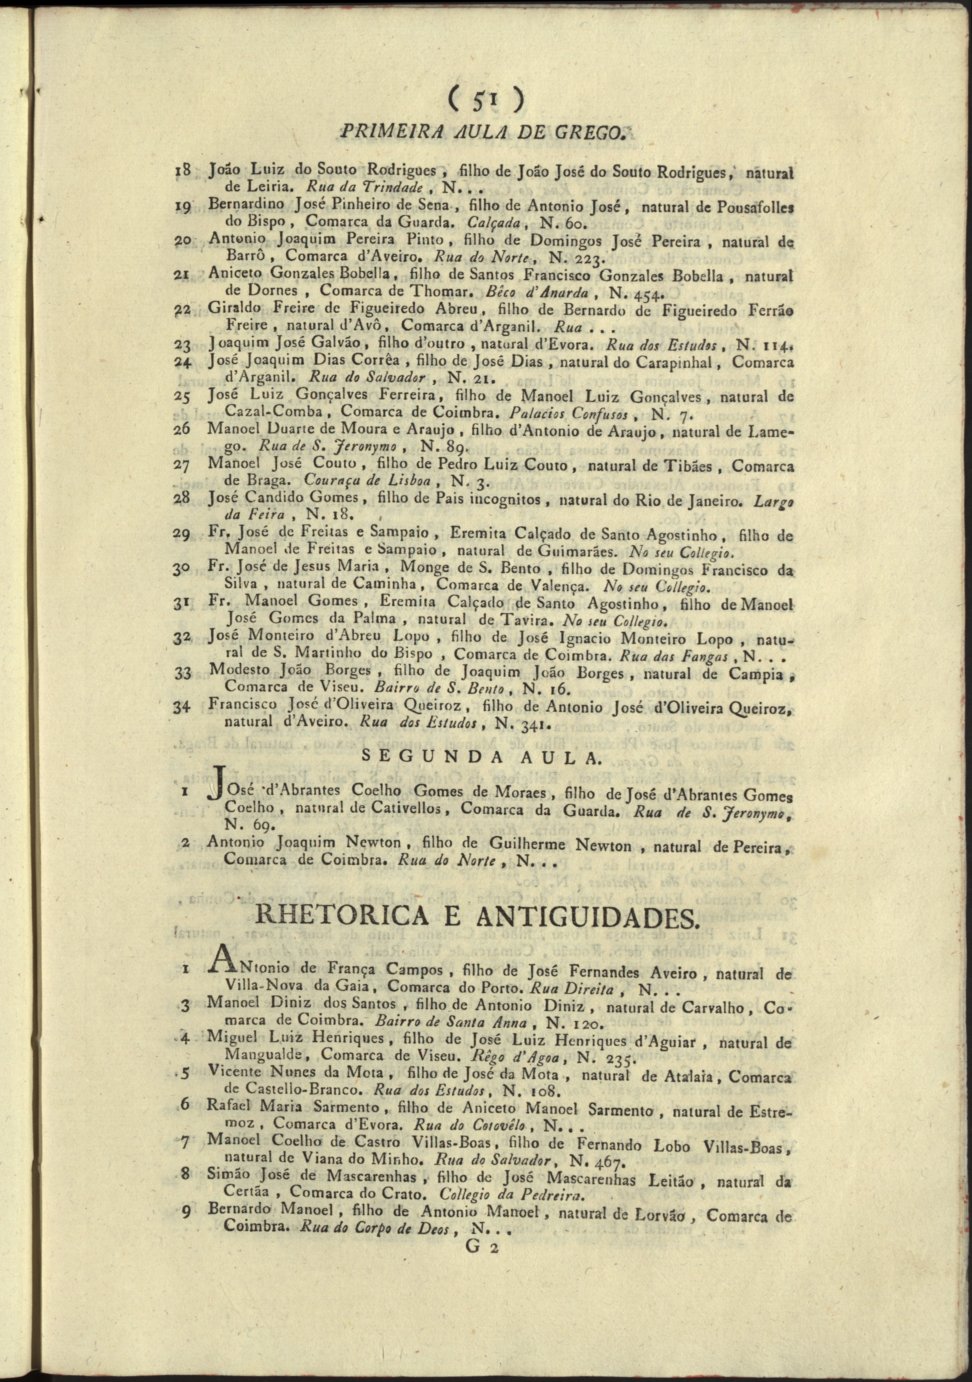 ( 51 )
PRIMEIRA AULA DE GREGO.
18 João Luiz do Souto Rodrigues, filho de João José do Souto Rodrigues, natural
de Leiria. Rua da Trindade, N...
19 Bernardino José Pinheiro de Sena, filho de Antonio José, natural de Pousafolles
do Bispo, Comarca da Guarda. Calçada, N. 60.
20 Antonio Joaquim Pereira Pinto, filho de Domingos José Pereira, natural de
Barrô, Comarca d'Aveiro. Rua do Norte, N. 223.
21 Aniceto Gonzales Bobella, filho de Santos Francisco Gonzales Bobella, natural
de Dornes, Comarca de Thomar. Bêco d'Anarda, N. 454.
22 Giraldo Freire de Figueiredo Abreu, filho de Bernardo de Figueiredo Ferrão
Freire, natural d'Avô, Comarca d'Arganil. Rua...
23 Joaquim José Galvão, filho d'outro, natural d'Evora. Rua dos Estudos, N. 114.
24 José Joaquim Dias Corrêa, filho de José Dias, natural do Carapinhal, Comarca
d'Arganil. Rua do Salvador, N. 21.
25 José Luiz Gonçalves Ferreira, filho de Manoel Luiz Gonçalves, natural de
Cazal-Comba, Comarca de Coimbra. Palacios Confusos, N. 7.
26 Manoel Duarte de Moura e Araujo, filho d'Antonio de Araujo, natural de Lame-
go. Rua de S. Jeronymo, N. 89.
27 Manoel José Couto, filho de Pedro Luiz Couto, natural de Tibães, Comarca
de Braga. Couraça de Lisboa, N. 3.
28 José Candido Gomes, filho de Pais incognitos, natural do Rio de Janeiro. Largo
da Feira, N. 18.
29 Fr. José de Freitas e Sampaio, Eremita Calçado de Santo Agostinho, filho de
Manoel de Freitas e Sampaio, natural de Guimarães. No seu Collegio.
30 Fr. José de Jesus Maria, Monge de S. Bento, filho de Domingos Francisco da
Silva, natural de Caminha, Comarca de Valença. No seu Collegio.
31 Fr. Manoel Gomes, Eremita Calçado de Santo Agostinho, filho de Manoel
José Gomes da Palma, natural de Tavira. No seu Collegio.
32 José Monteiro d'Abreu Lopo, filho de José Ignacio Monteiro Lopo, natu-
ral de S. Martinho do Bispo, Comarca de Coimbra. Rua das Fangas, N...
33 Modesto João Borges, filho de Joaquim João Borges, natural de Campia,
Comarca de Viseu. Bairro de S. Bento, N. 16.
34 Francisco José d'Oliveira Queiroz, filho de Antonio José d'Oliveira Queiroz,
natural d'Aveiro. Rua dos Estudos, N. 341.
SEGUNDA AULA.
1 JOsé d'Abrantes Coelho Gomes de Moraes, filho de José d'Abrantes Gomes
Coelho, natural de Cativellos, Comarca da Guarda. Rua de S. Jeronymo,
N. 69.
2 Antonio Joaquim Newton, filho de Guilherme Newton, natural de Pereira,
Comarca de Coimbra. Rua do Norte, N...
RHETORICA E ANTIGUIDADES.
1 ANtonio de França Campos, filho de José Fernandes Aveiro, natural de
Villa-Nova da Gaia, Comarca do Porto. Rua Direita, N...
3 Manoel Diniz dos Santos, filho de Antonio Diniz, natural de Carvalho, Co-
marca de Coimbra. Bairro de Santa Anna, N. 120.
4 Miguel Luiz Henriques, filho de José Luiz Henriques d'Aguiar, natural de
Mangualde, Comarca de Viseu. Rêgo d'Agoa, N. 235.
5 Vicente Nunes da Mota, filho de José da Mota, natural de Atalaia, Comarca
de Castello-Branco. Rua dos Estudos, N. 108.
6 Rafael Maria Sarmento, filho de Aniceto Manoel Sarmento, natural de Estre-
moz, Comarca d'Evora. Rua do Cotovêlo, N...
7 Manoel Coelho de Castro Villas-Boas, filho de Fernando Lobo Villas-Boas,
natural de Viana do Minho. Rua do Salvador, N. 467.
8 Simão José de Mascarenhas, filho de José Mascarenhas Leitão, natural da
Certãa, Comarca do Crato. Collegio da Pedreira.
9 Bernardo Manoel, filho de Antonio Manoel, natural de Lorvão, Comarca de
Coimbra. Rua do Corpo de Deos, N...
G 2